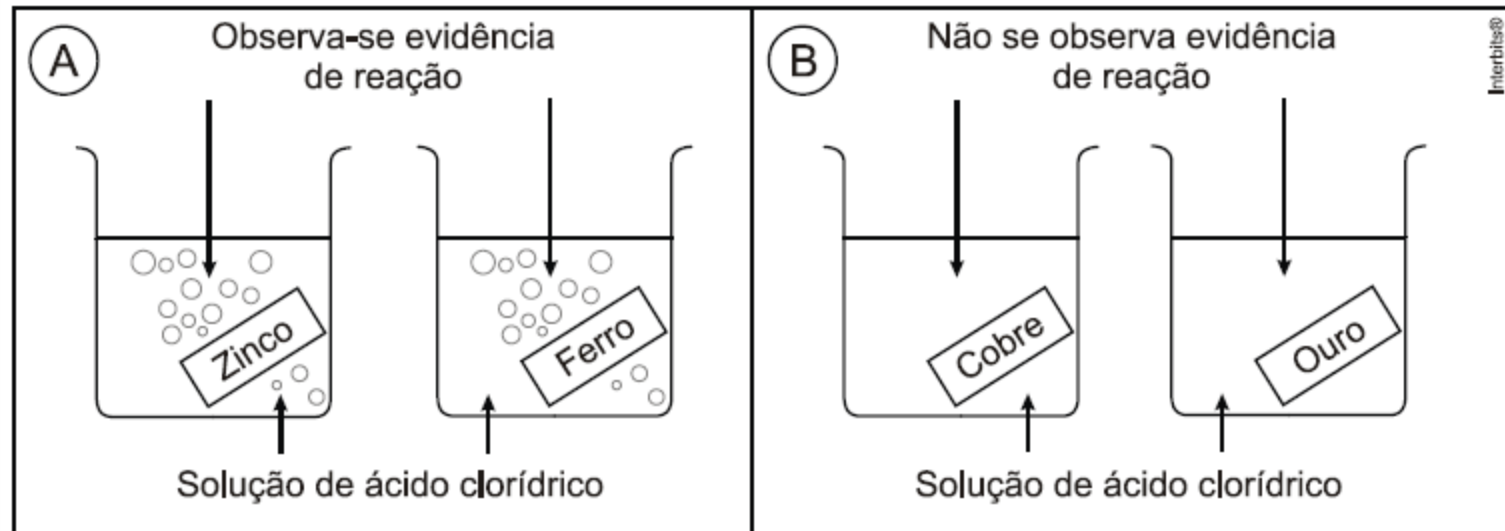 A
Observa-se evidência
de reação
Zinco
Ferro
Solução de ácido clorídrico
B
Não se observa evidência
de reação
Cobre
Ouro
Solução de ácido clorídrico
Interbits®